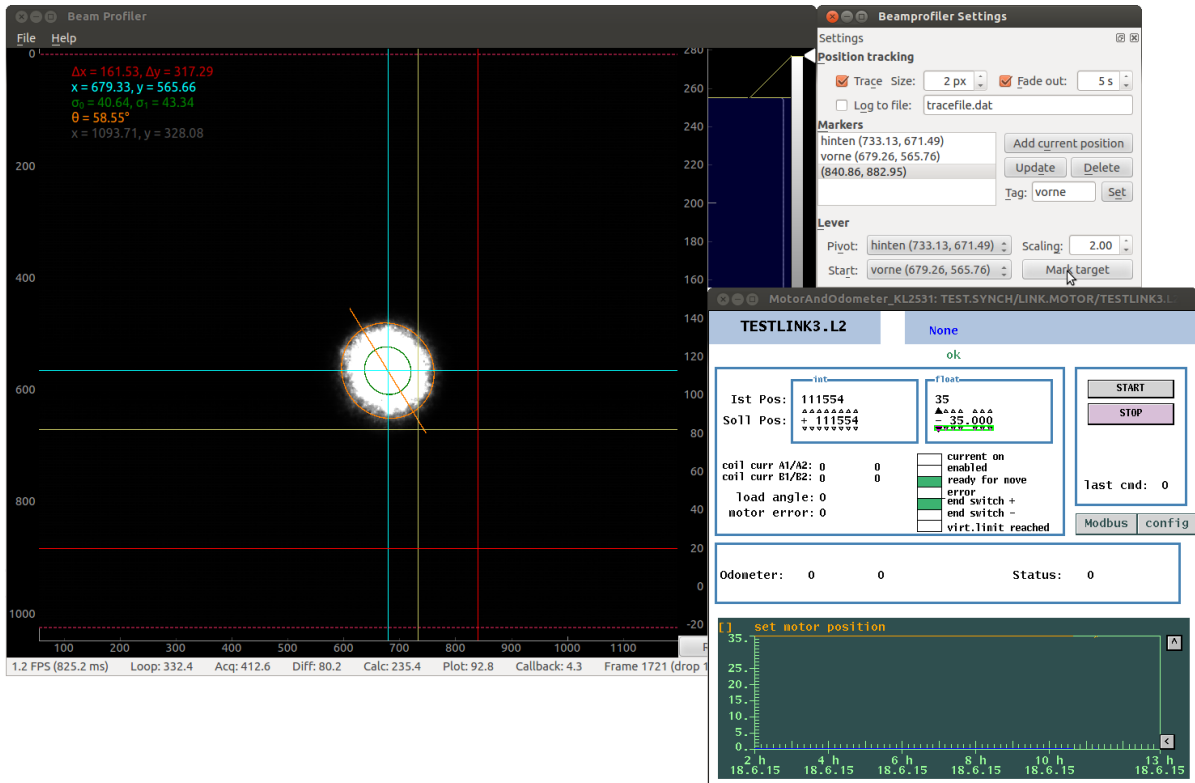 Beam Profiler
File Help
Δx = 161.53, Δy = 317.29
x = 679.33, y = 565.66
σ₀ = 40.64, σ₁ = 43.34
θ = 58.55°
x = 1093.71, y = 328.08
0
200
400
600
800
1000
100 200 300 400 500 600 700 800 900 1000 1100
280
260
240
220
200
180
160
140
120
100
80
60
40
20
0
-20
R
1.2 FPS (825.2 ms) Loop: 332.4 Acq: 412.6 Diff: 80.2 Calc: 235.4 Plot: 92.8 Callback: 4.3 Frame 1721 (drop 1
Beamprofiler Settings
Settings
Position tracking
Trace Size: 2 px Fade out: 5 s
Log to file: tracefile.dat
Markers
hinten (733.13, 671.49)
vorne (679.26, 565.76)
(840.86, 882.95)
Add current position
Update Delete
Tag: vorne Set
Lever
Pivot: hinten (733.13, 671.49) Scaling: 2.00
Start: vorne (679.26, 565.76) Mark target
MotorAndOdometer_KL2531: TEST.SYNCH/LINK.MOTOR/TESTLINK3.L
TESTLINK3.L2 None
ok
int float
Ist Pos: 111554 35
Soll Pos: + 111554 - 35.000
coil curr A1/A2: 0 0
coil curr B1/B2: 0 0
load angle: 0
motor error: 0
current on
enabled
ready for move
error
end switch +
end switch -
virt.limit reached
START
STOP
last cmd: 0
Modbus config
Odometer: 0 0 Status: 0
[] set motor position
35.
25.
20.
15.
10.
5.
0.
2 h 4 h 6 h 8 h 10 h 13 h
18.6.15 18.6.15 18.6.15 18.6.15 18.6.15 18.6.15